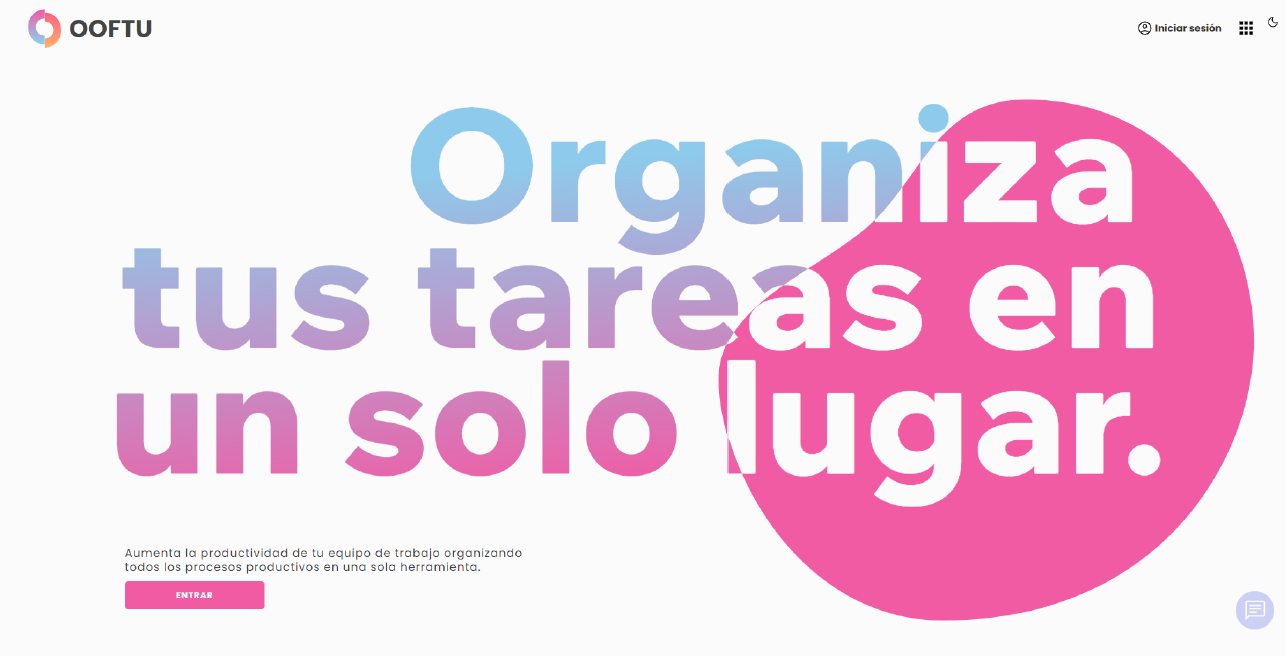 OOFTU
Iniciar sesión
Organiza
tus tareas en
un solo lugar.
Aumenta la productividad de tu equipo de trabajo organizando
todos los procesos productivos en una sola herramienta.
ENTRAR